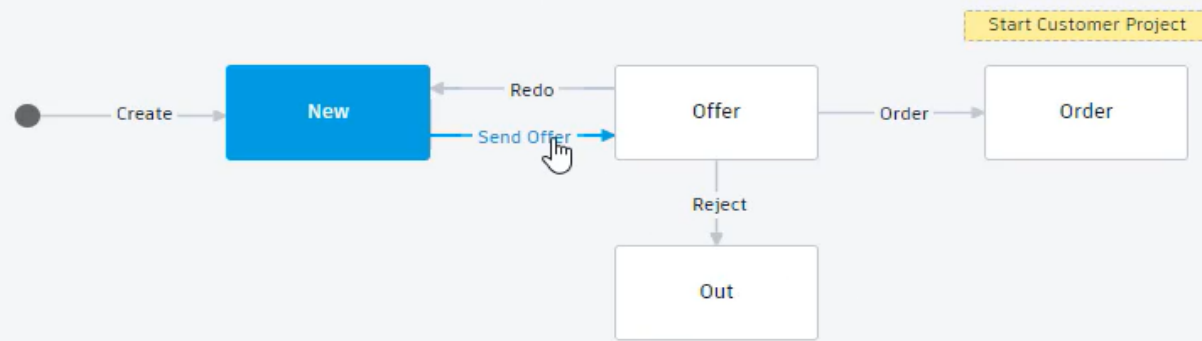 Start Customer Project
Redo
Create
New
Offer
Order
Order
Send Offer
Reject
Out